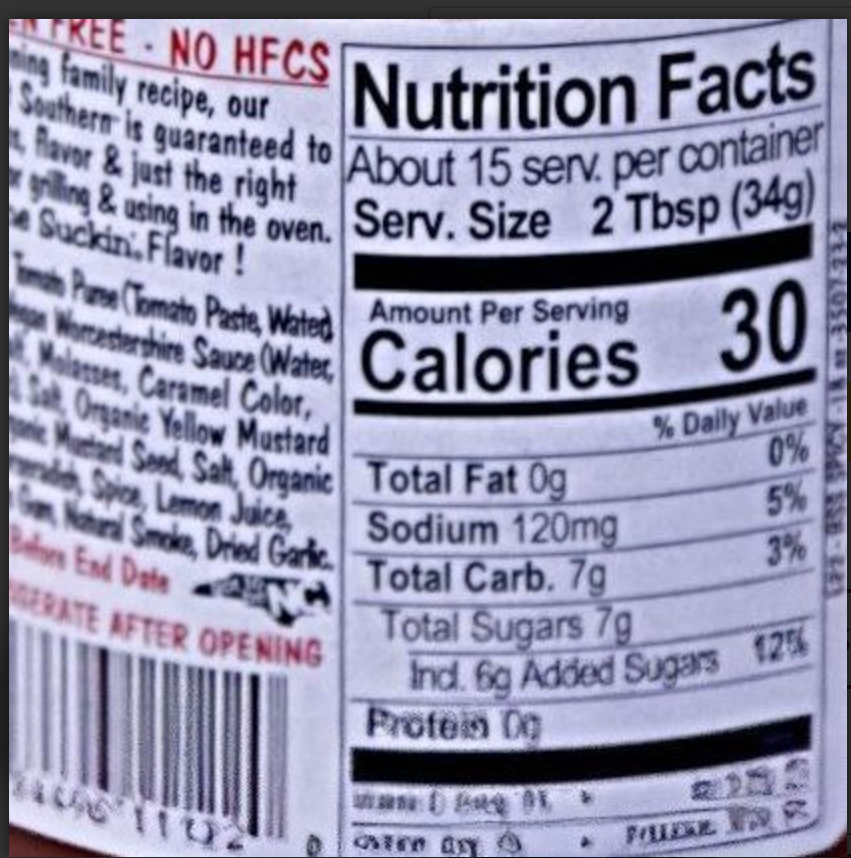 FREE · NO HFCS
family recipe, our
Southern is guaranteed to
flavor & just the right
grilling & using in the oven.
Suckin' Flavor !
Tomato Puree (Tomato Paste, Water)
Worcestershire Sauce (Water,
Molasses, Caramel Color,
Salt, Organic Yellow Mustard
Mustard Seed, Salt, Organic
Spice, Lemon Juice,
Gum, Natural Smoke, Dried Garlic.
Before End Date
AFTER OPENING
Nutrition Facts
About 15 serv. per container
Serv. Size 2 Tbsp (34g)
Amount Per Serving
Calories 30
% Daily Value
Total Fat 0g 0%
Sodium 120mg 5%
Total Carb. 7g 3%
Total Sugars 7g
Incl. 6g Added Sugars 12%
Protein 0g